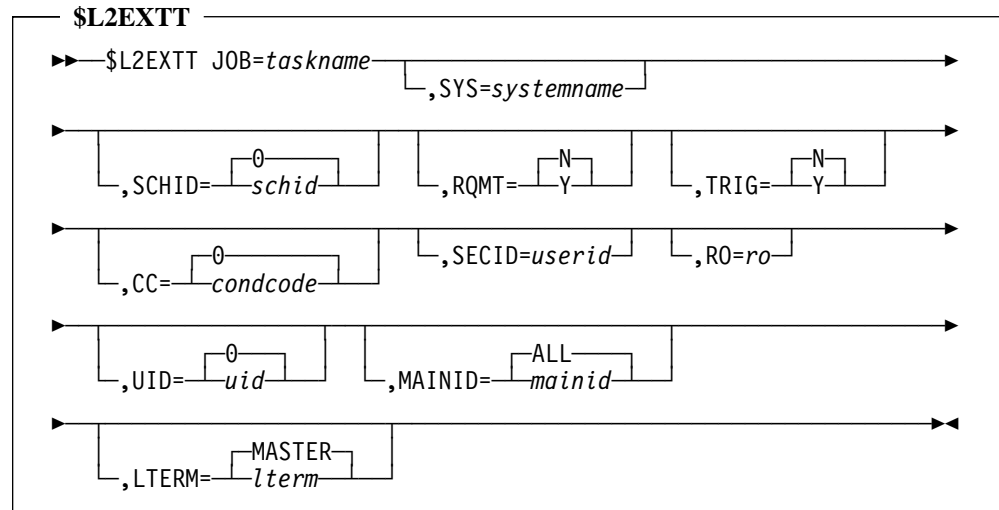 $L2EXTT
$L2EXTT JOB=taskname
,SYS=systemname
0 N N
,SCHID= schid ,RQMT= Y ,TRIG= Y
0 ,SECID=userid ,RO=ro
,CC= condcode
0 ALL
,UID= uid ,MAINID= mainid
MASTER
,LTERM= lterm